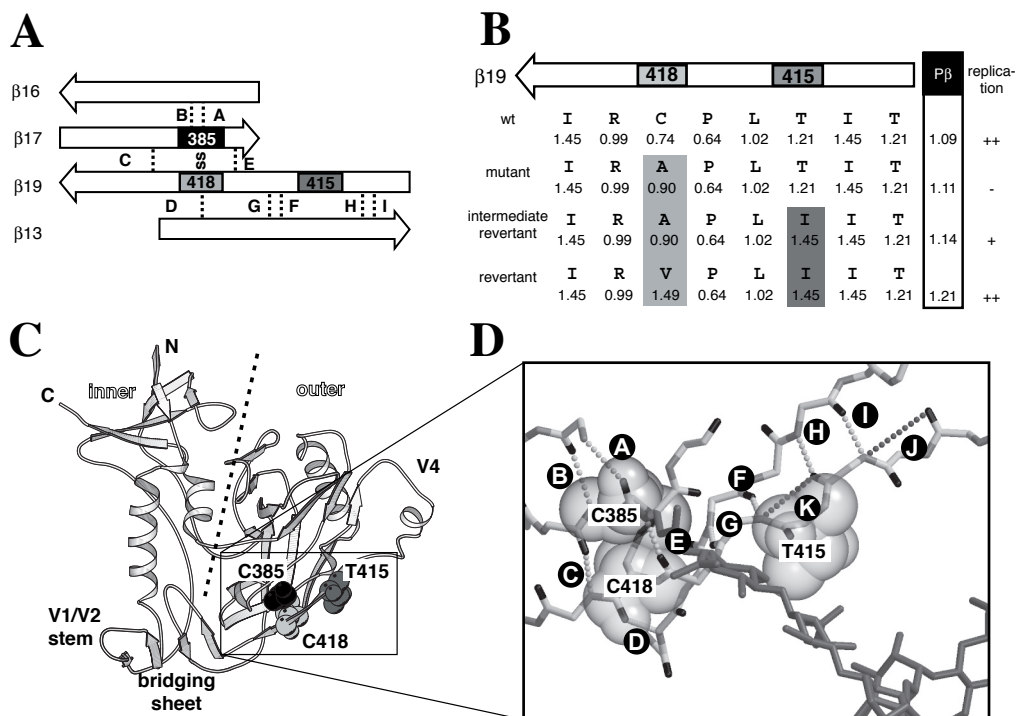 A
β16
B A
β17
385
C
SS
E
β19
418
415
D
G F
H I
β13
B
β19
418
415
Pβ
replica-
tion
wt
I R C P L T I T
1.45 0.99 0.74 0.64 1.02 1.21 1.45 1.21 1.09 ++
mutant
I R A P L T I T
1.45 0.99 0.90 0.64 1.02 1.21 1.45 1.21 1.11 -
intermediate
revertant
I R A P L I I T
1.45 0.99 0.90 0.64 1.02 1.45 1.45 1.21 1.14 +
revertant
I R V P L I I T
1.45 0.99 1.49 0.64 1.02 1.45 1.45 1.21 1.21 ++
C
N
inner
outer
C
V4
C385
T415
C418
V1/V2
stem
bridging
sheet
D
A
B
C385
C
C418
D
E
F
G
H
I
J
K
T415